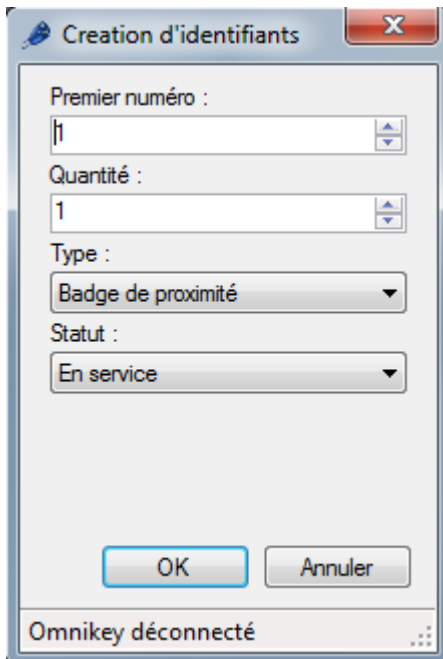 Creation d'identifiants
Premier numéro :
1
Quantité :
1
Type :
Badge de proximité
Statut :
En service
OK Annuler
Omnikey déconnecté